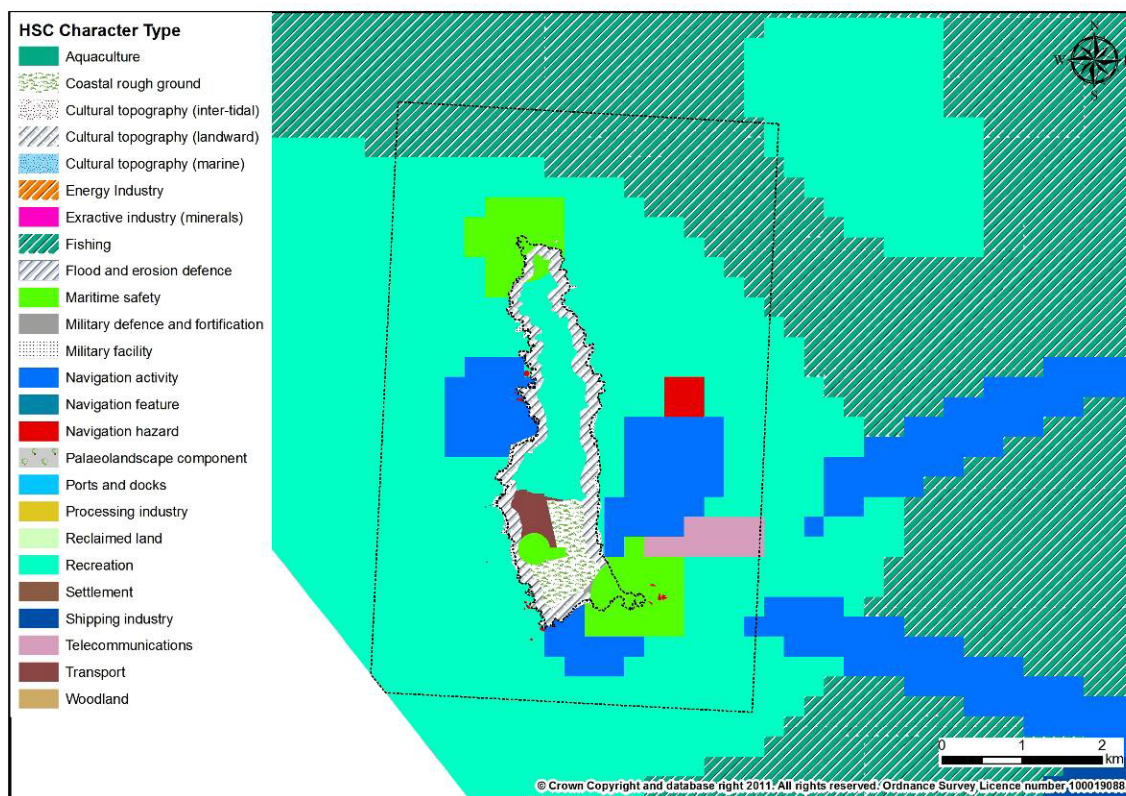 HSC Character Type
Aquaculture
Coastal rough ground
Cultural topography (inter-tidal)
Cultural topography (landward)
Cultural topography (marine)
Energy Industry
Exractive industry (minerals)
Fishing
Flood and erosion defence
Maritime safety
Military defence and fortification
Military facility
Navigation activity
Navigation feature
Navigation hazard
Palaeolandscape component
Ports and docks
Processing industry
Reclaimed land
Recreation
Settlement
Shipping industry
Telecommunications
Transport
Woodland
N
W
S
0 1 2
km
© Crown Copyright and database right 2011. All rights reserved. Ordnance Survey Licence number 100019088